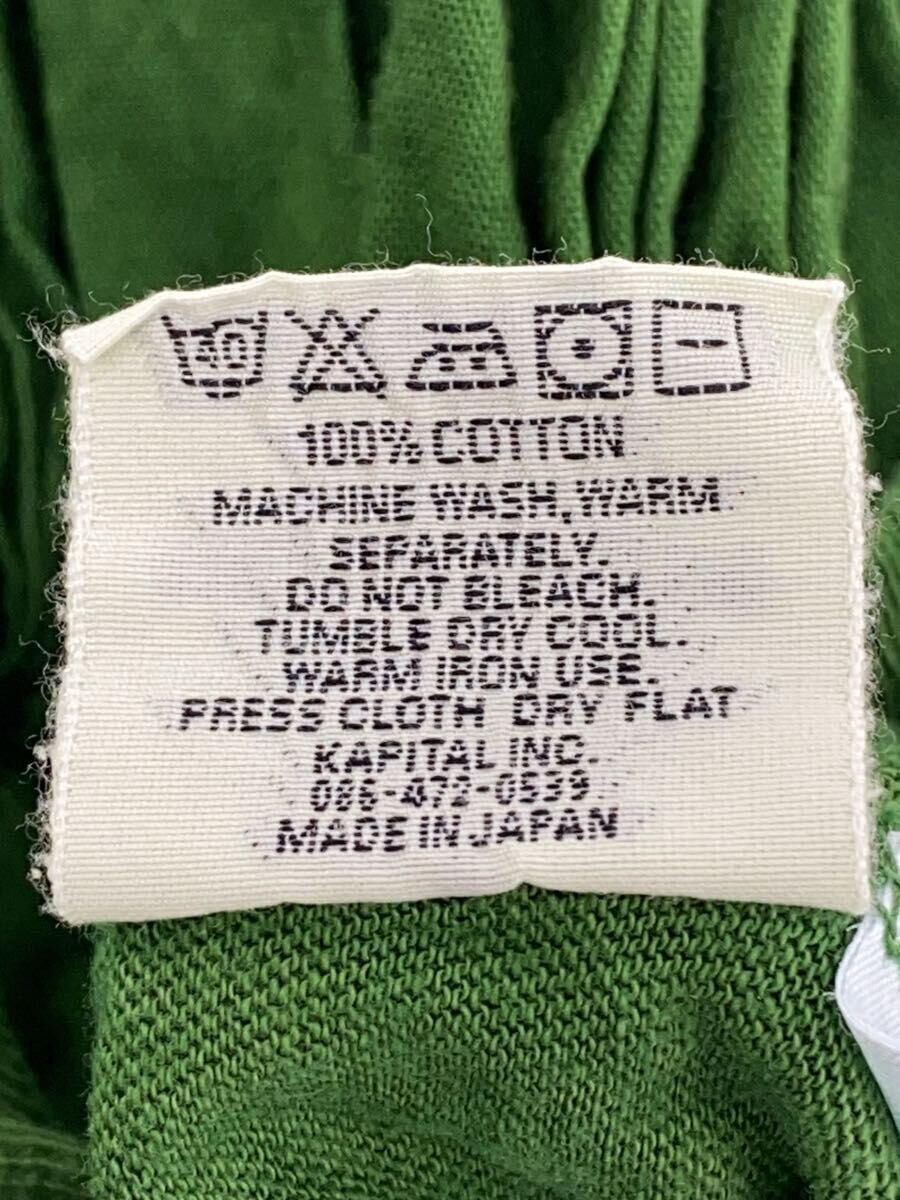 40
100% COTTON
MACHINE WASH, WARM
SEPARATELY.
DO NOT BLEACH.
TUMBLE DRY COOL.
WARM IRON USE.
PRESS CLOTH DRY FLAT
KAPITAL INC.
086-472-0539
MADE IN JAPAN